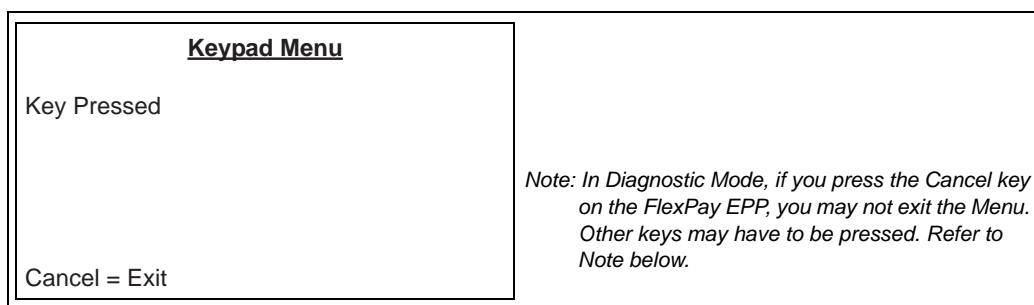 Keypad Menu
Key Pressed
Cancel = Exit
Note: In Diagnostic Mode, if you press the Cancel key
on the FlexPay EPP, you may not exit the Menu.
Other keys may have to be pressed. Refer to
Note below.